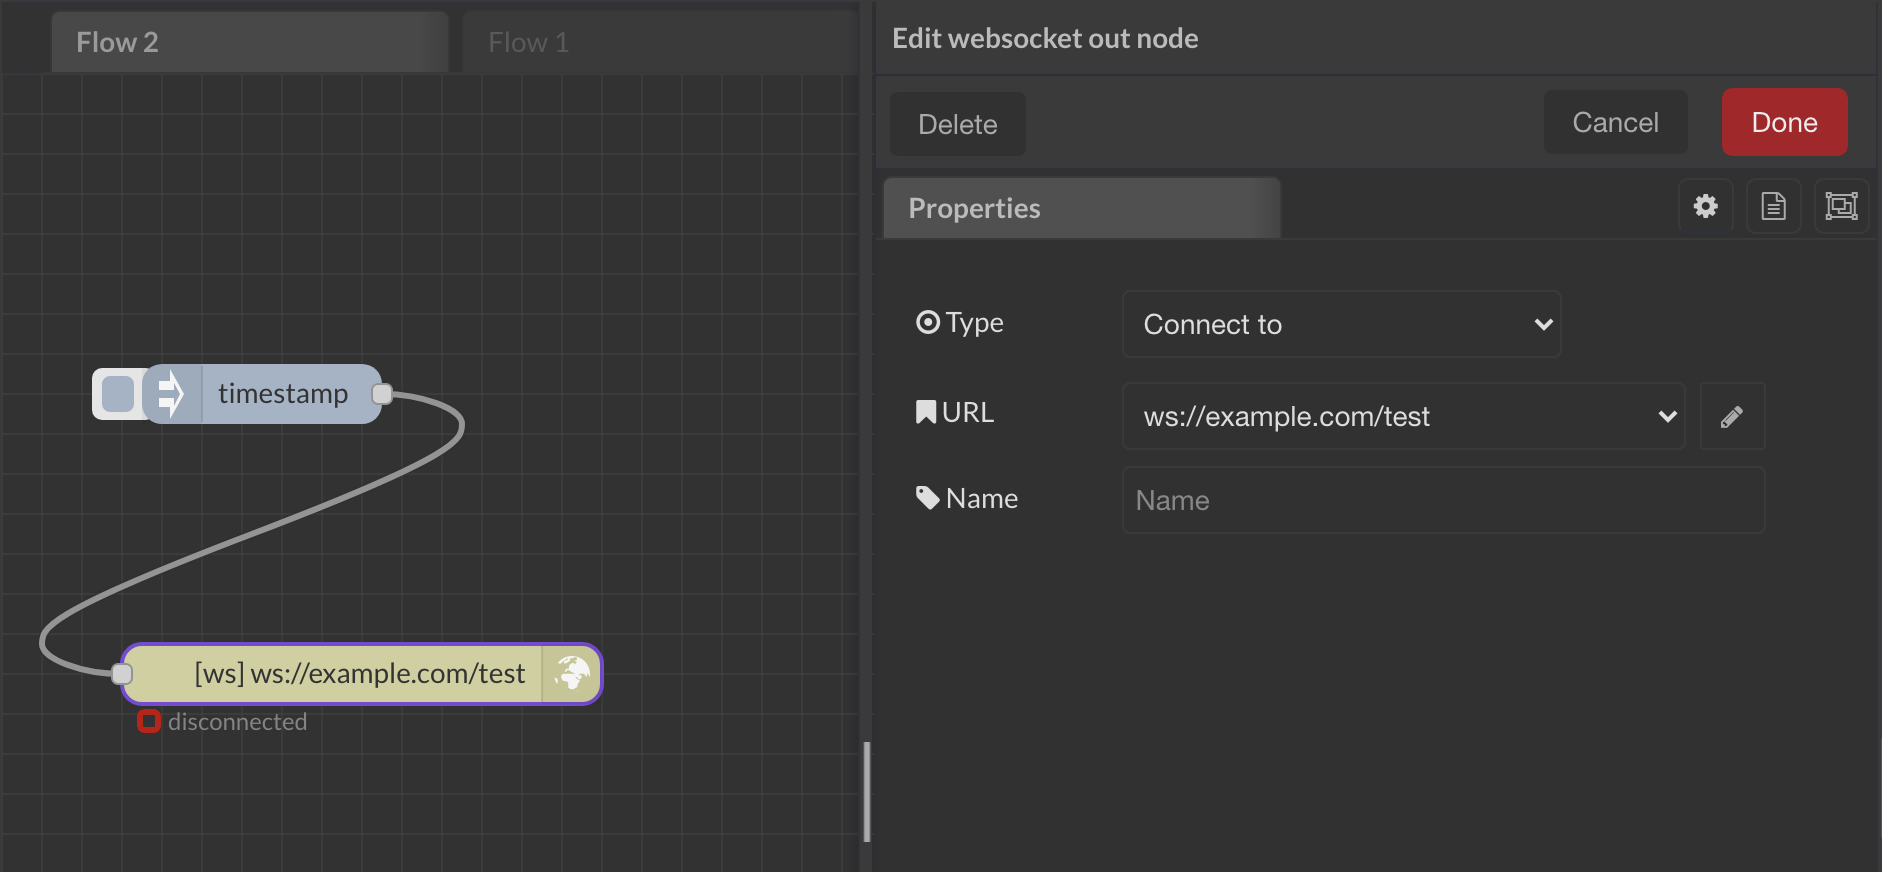 Flow 2
Flow 1
timestamp
[ws] ws://example.com/test
disconnected
Edit websocket out node
Delete
Cancel
Done
Properties
Type
Connect to
URL
ws://example.com/test
Name
Name